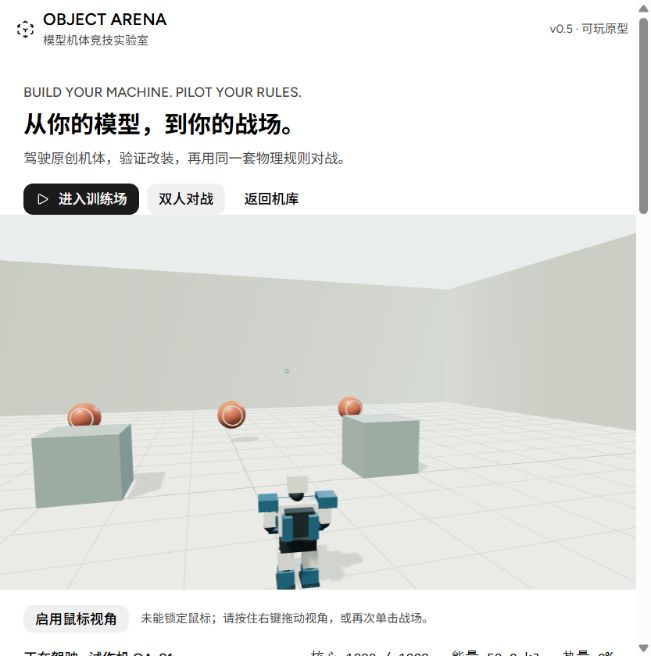 OBJECT ARENA
模型机体竞技实验室
v0.5 · 可玩原型
BUILD YOUR MACHINE. PILOT YOUR RULES.
从你的模型，到你的战场。
驾驶原创机体，验证改装，再用同一套物理规则对战。
进入训练场 双人对战 返回机库
启用鼠标视角 未能锁定鼠标；请按住右键拖动视角，或再次单击战场。